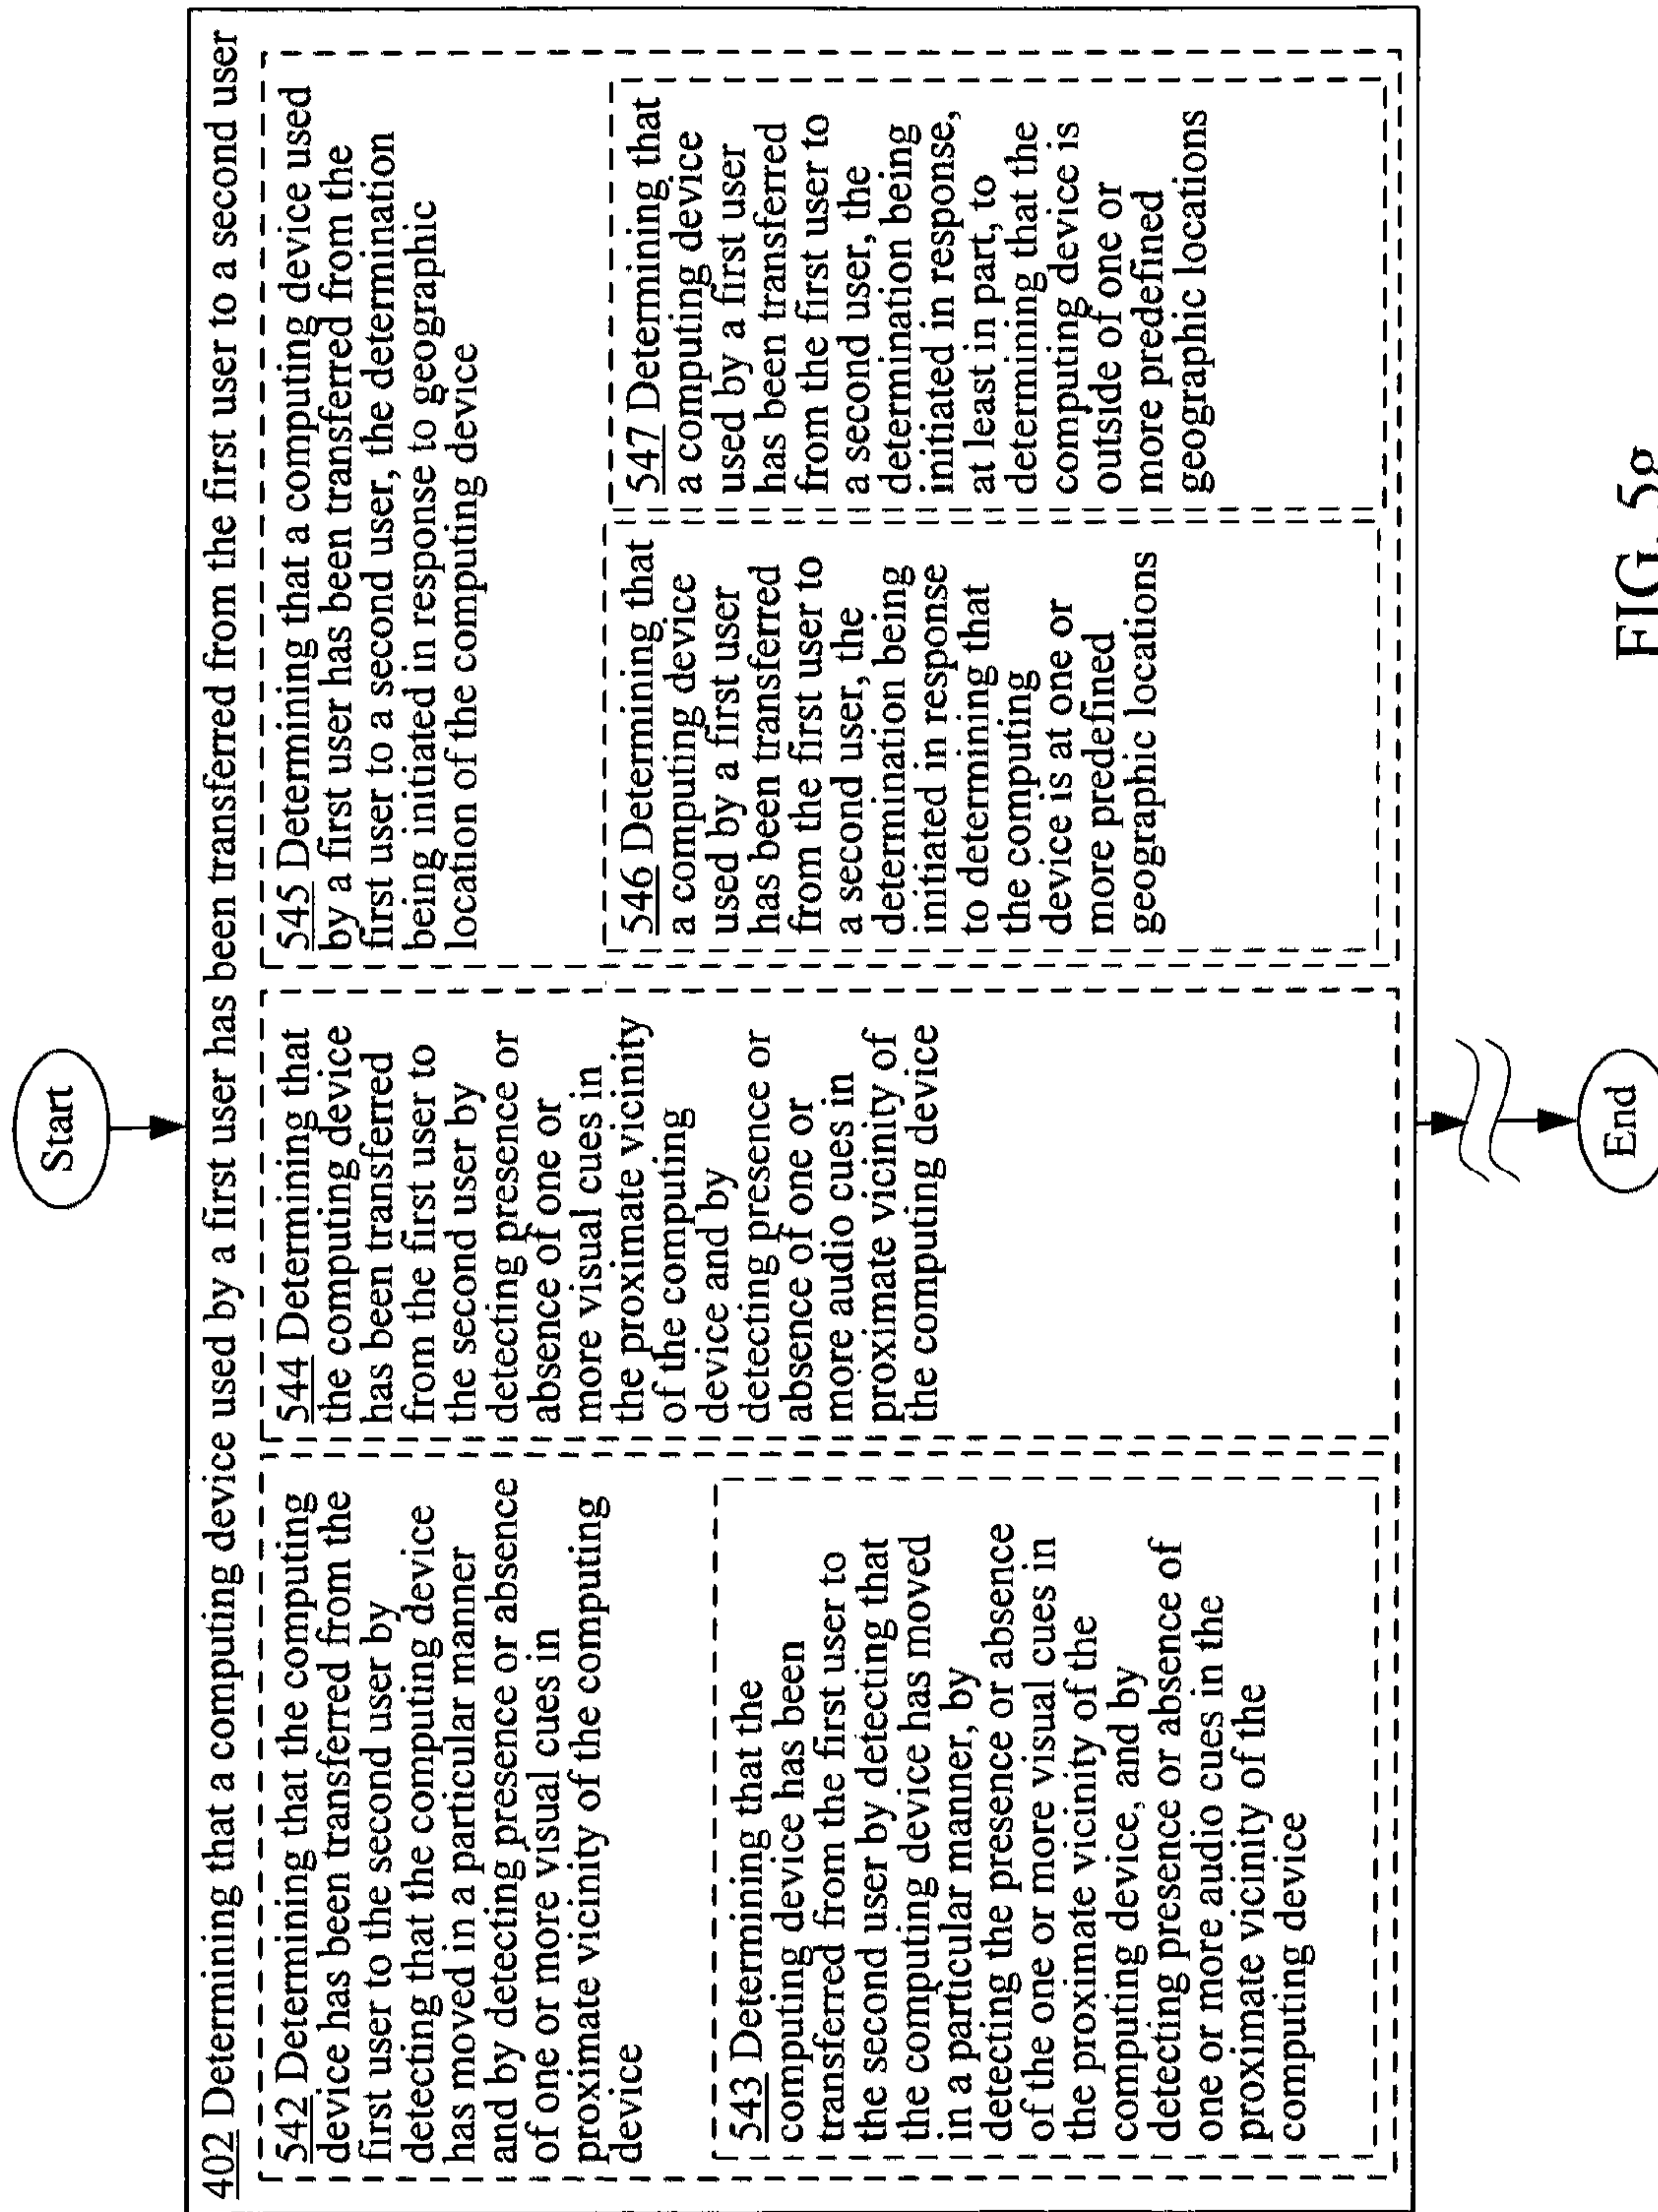 Start
402 Determining that a computing device used by a first user has been transferred from the first user to a second user
542 Determining that the computing
device has been transferred from the
first user to the second user by
detecting that the computing device
has moved in a particular manner
and by detecting presence or absence
of one or more visual cues in
proximate vicinity of the computing
device
543 Determining that the
computing device has been
transferred from the first user to
the second user by detecting that
the computing device has moved
in a particular manner, by
detecting the presence or absence
of the one or more visual cues in
the proximate vicinity of the
computing device, and by
detecting presence or absence of
one or more audio cues in the
proximate vicinity of the
computing device
544 Determining that
the computing device
has been transferred
from the first user to
the second user by
detecting presence or
absence of one or
more visual cues in
the proximate vicinity
of the computing
device and by
detecting presence or
absence of one or
more audio cues in
proximate vicinity of
the computing device
545 Determining that a computing device used
by a first user has been transferred from the
first user to a second user, the determination
being initiated in response to geographic
location of the computing device
546 Determining that
a computing device
used by a first user
has been transferred
from the first user to
a second user, the
determination being
initiated in response
to determining that
the computing
device is at one or
more predefined
geographic locations
547 Determining that
a computing device
used by a first user
has been transferred
from the first user to
a second user, the
determination being
initiated in response,
at least in part, to
determining that the
computing device is
outside of one or
more predefined
geographic locations
End
FIG. 5g